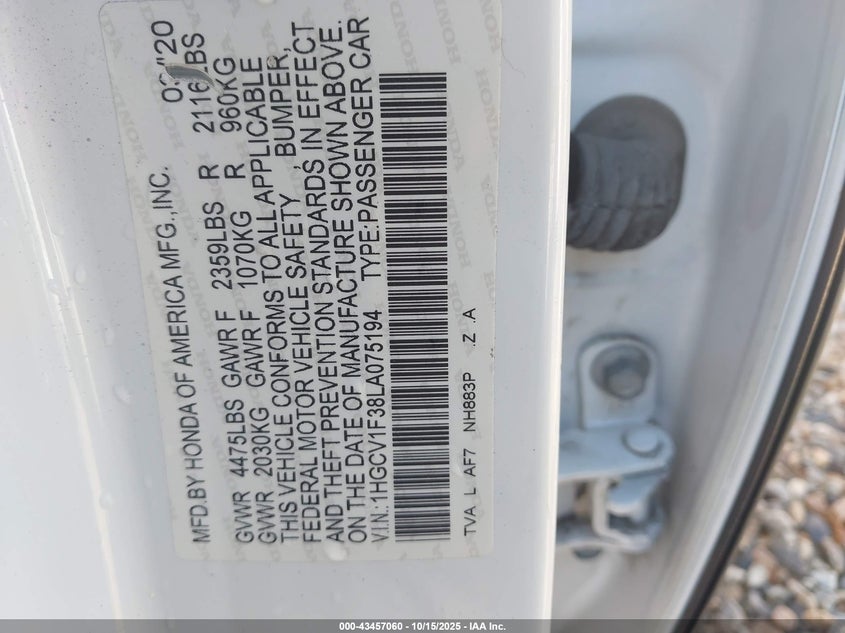 MFD.BY HONDA OF AMERICA MFG.,INC.
GVWR 4475LBS GAWR F 2359LBS R 2116LBS
GVWR 2030KG GAWR F 1070KG R 960KG
THIS VEHICLE CONFORMS TO ALL APPLICABLE
FEDERAL MOTOR VEHICLE SAFETY , BUMPER,
AND THEFT PREVENTION STANDARDS IN EFFECT
ON THE DATE OF MANUFACTURE SHOWN ABOVE.
V.I.N.:1HGCV1F38LA075194 TYPE:PASSENGER CAR
TVA L AF7 NH883P .Z .A
000-43457060 - 10/15/2025 - IAA Inc.